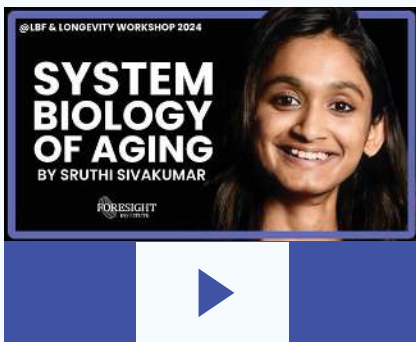 @LBF & LONGEVITY WORKSHOP 2024
SYSTEM
BIOLOGY
OF AGING
BY SRUTHI SIVAKUMAR
FORESIGHT
INSTITUTE